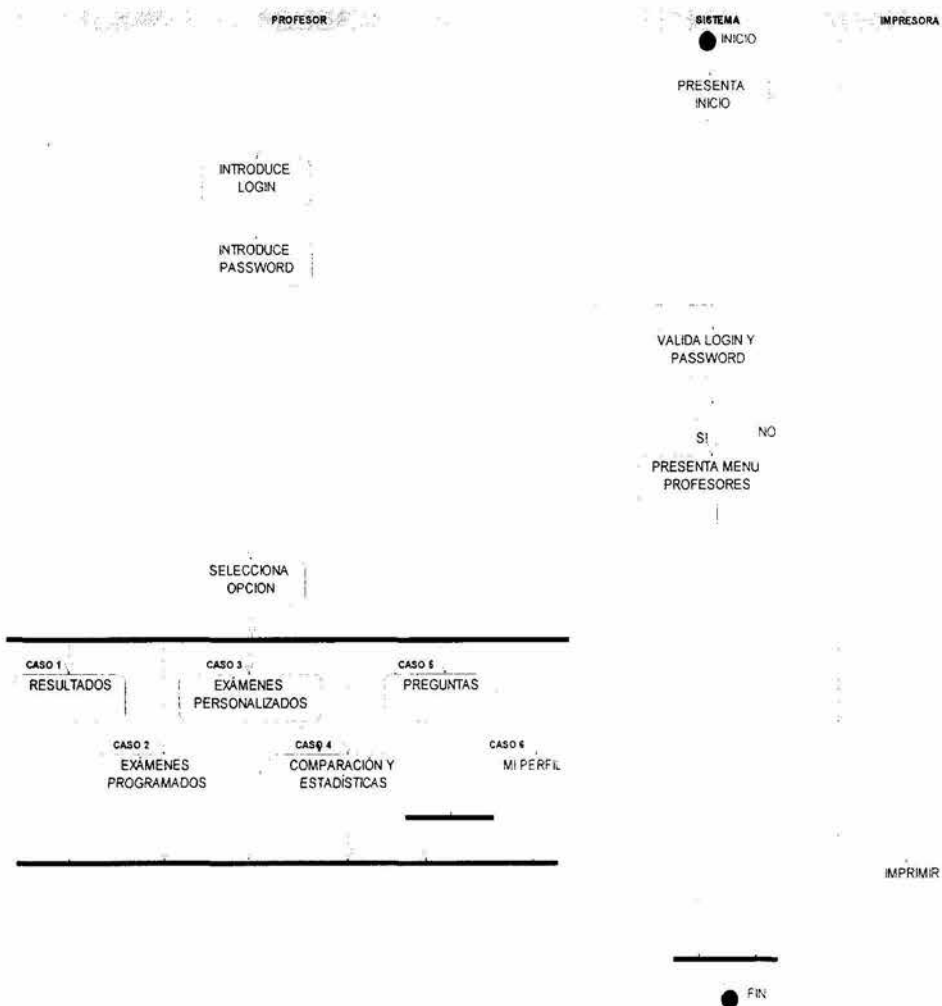 PROFESOR
SISTEMA
IMPRESORA
INICIO
PRESENTA
INICIO
INTRODUCE
LOGIN
INTRODUCE
PASSWORD
VALIDA LOGIN Y
PASSWORD
SI
NO
PRESENTA MENU
PROFESORES
SELECCIONA
OPCION
CASO 1
RESULTADOS
CASO 3
EXÁMENES
PERSONALIZADOS
CASO 5
PREGUNTAS
CASO 2
EXÁMENES
PROGRAMADOS
CASO 4
COMPARACIÓN Y
ESTADÍSTICAS
CASO 6
MI PERFIL
IMPRIMIR
FIN